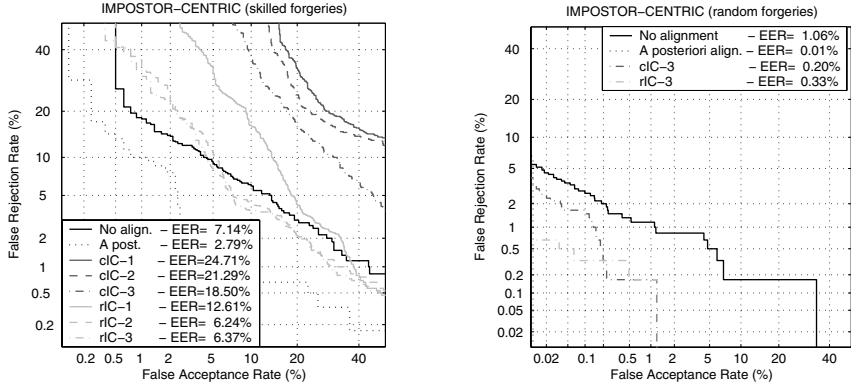 IMPOSTOR-CENTRIC (skilled forgeries)
40
20
10
5
2
1
0.5
0.2
False Rejection Rate (%)
No align. - EER= 7.14%
A post. - EER= 2.79%
cIC-1 - EER=24.71%
cIC-2 - EER=21.29%
cIC-3 - EER=18.50%
rIC-1 - EER=12.61%
rIC-2 - EER= 6.24%
rIC-3 - EER= 6.37%
0.2 0.5 1 2 5 10 20 40
False Acceptance Rate (%)
IMPOSTOR-CENTRIC (random forgeries)
No alignment - EER= 1.06%
A posteriori align. - EER= 0.01%
cIC-3 - EER= 0.20%
rIC-3 - EER= 0.33%
40
20
10
5
2
1
0.5
0.2
0.1
0.02
False Rejection Rate (%)
0.02 0.1 0.5 1 2 5 10 20 40
False Acceptance Rate (%)